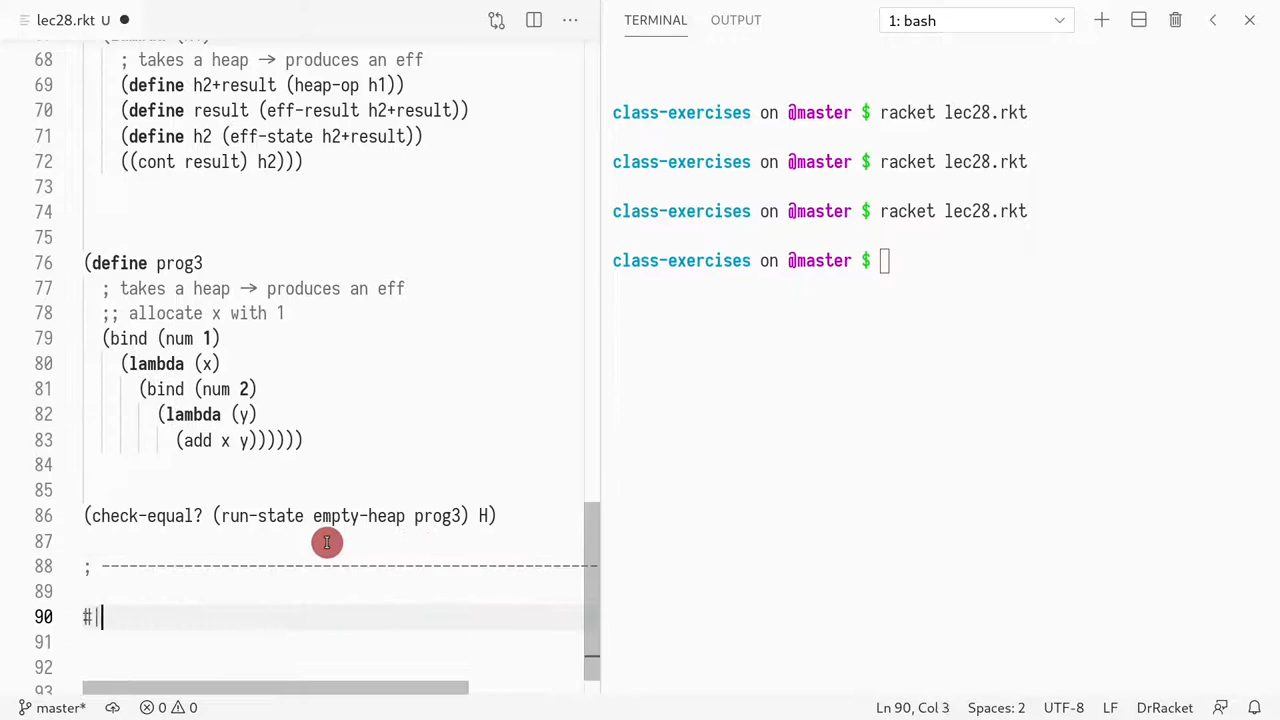 lec28.rkt U
TERMINAL
OUTPUT
1: bash
68 ; takes a heap → produces an eff
69 (define h2+result (heap-op h1))
70 (define result (eff-result h2+result))
71 (define h2 (eff-state h2+result))
72 ((cont result) h2)))
73
74
75
76 (define prog3
77 ; takes a heap → produces an eff
78 ;; allocate x with 1
79 (bind (num 1)
80 (lambda (x)
81 (bind (num 2)
82 (lambda (y)
83 (add x y))))))
84
85
86 (check-equal? (run-state empty-heap prog3) H)
87
88 ; ------------------------------------------------------
89
90 #|
91
92
93
class-exercises on @master $ racket lec28.rkt
class-exercises on @master $ racket lec28.rkt
class-exercises on @master $ racket lec28.rkt
class-exercises on @master $
master*
0
0
Ln 90, Col 3
Spaces: 2
UTF-8
LF
DrRacket